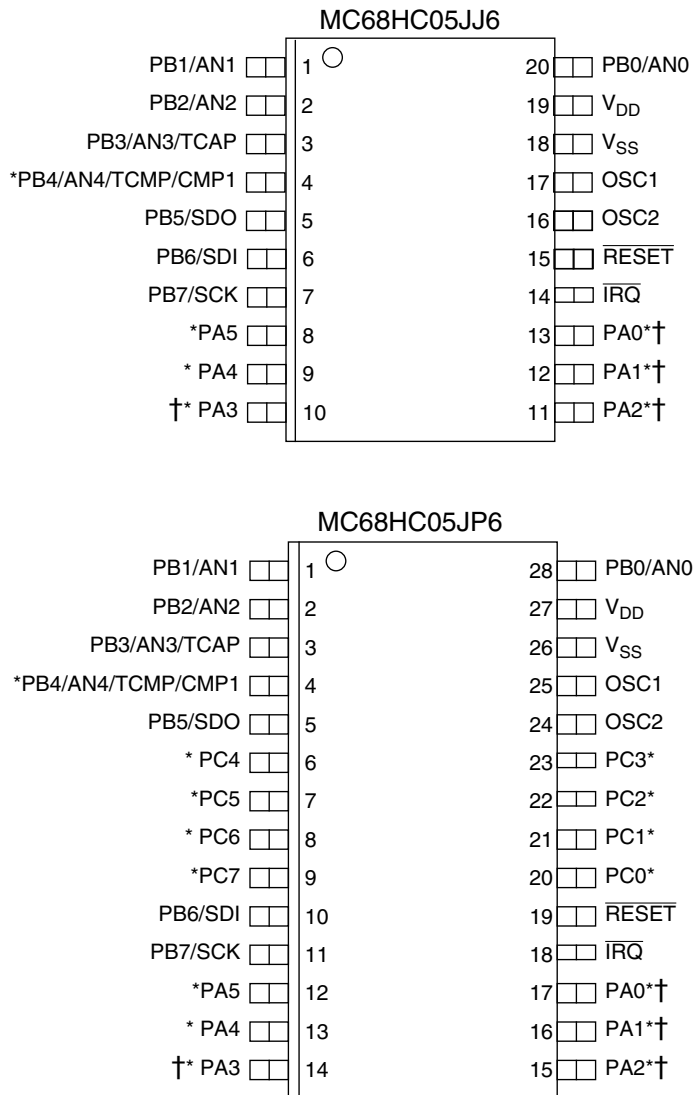 MC68HC05JJ6
PB1/AN1 1 20 PB0/AN0
PB2/AN2 2 19 VDD
PB3/AN3/TCAP 3 18 VSS
*PB4/AN4/TCMP/CMP1 4 17 OSC1
PB5/SDO 5 16 OSC2
PB6/SDI 6 15 RESET
PB7/SCK 7 14 IRQ
*PA5 8 13 PA0*†
* PA4 9 12 PA1*†
†* PA3 10 11 PA2*†
MC68HC05JP6
PB1/AN1 1 28 PB0/AN0
PB2/AN2 2 27 VDD
PB3/AN3/TCAP 3 26 VSS
*PB4/AN4/TCMP/CMP1 4 25 OSC1
PB5/SDO 5 24 OSC2
* PC4 6 23 PC3*
*PC5 7 22 PC2*
* PC6 8 21 PC1*
*PC7 9 20 PC0*
PB6/SDI 10 19 RESET
PB7/SCK 11 18 IRQ
*PA5 12 17 PA0*†
* PA4 13 16 PA1*†
†* PA3 14 15 PA2*†